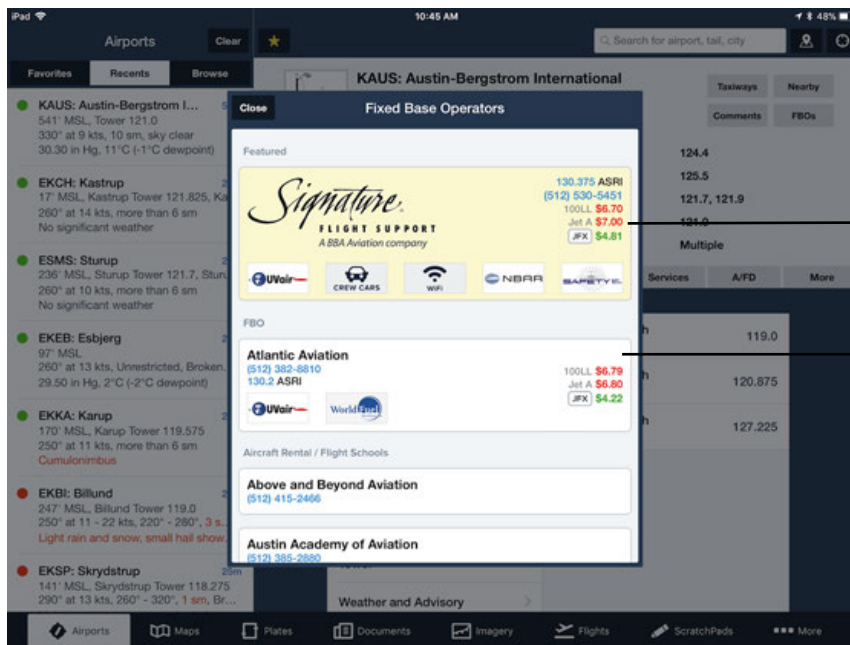 iPad
10:45 AM
48%
Airports
Clear
Search for airport, tail, city
Favorites
Recents
Browse
KAUS: Austin-Bergstrom I...
541' MSL, Tower 121.0
330° at 9 kts, 10 sm, sky clear
30.30 in Hg, 11°C (-1°C dewpoint)
EKCH: Kastrup
17' MSL, Kastrup Tower 121.825, Ka
260° at 14 kts, more than 6 sm
No significant weather
ESMS: Sturup
236' MSL, Sturup Tower 121.7, Sturu
260° at 10 kts, more than 6 sm
No significant weather
EKEB: Esbjerg
97' MSL
260° at 13 kts, Unrestricted, Broken.
29.50 in Hg, 2°C (-2°C dewpoint)
EKKA: Karup
170' MSL, Karup Tower 119.575
250° at 11 kts, more than 6 sm
Cumulonimbus
EKBI: Billund
247' MSL, Billund Tower 119.0
250° at 11 - 22 kts, 220° - 280°, 3 s..
Light rain and snow, small hail show.
EKSP: Skrydstrup
25m
141' MSL, Skrydstrup Tower 118.275
290° at 13 kts, 260° - 320°, 1 sm, Br...
KAUS: Austin-Bergstrom International
Taxiways
Nearby
Comments
FBOs
124.4
125.5
121.7, 121.9
Multiple
Services
A/FD
More
119.0
120.875
127.225
Close
Fixed Base Operators
Featured
Signature
FLIGHT SUPPORT
A BBA Aviation company
130.375 ASRI
(512) 530-5451
100LL $6.70
Jet A $7.00
JFX $4.81
UVair
CREW CARS
WiFi
NBAA
FBO
Atlantic Aviation
(512) 382-8810
130.2 ASRI
100LL $6.79
Jet A $6.80
JFX $4.22
UVair
World Fuel
Aircraft Rental / Flight Schools
Above and Beyond Aviation
(512) 415-2466
Austin Academy of Aviation
(512) 385-2880
Weather and Advisory
Airports
Maps
Plates
Documents
Imagery
Flights
ScratchPads
More